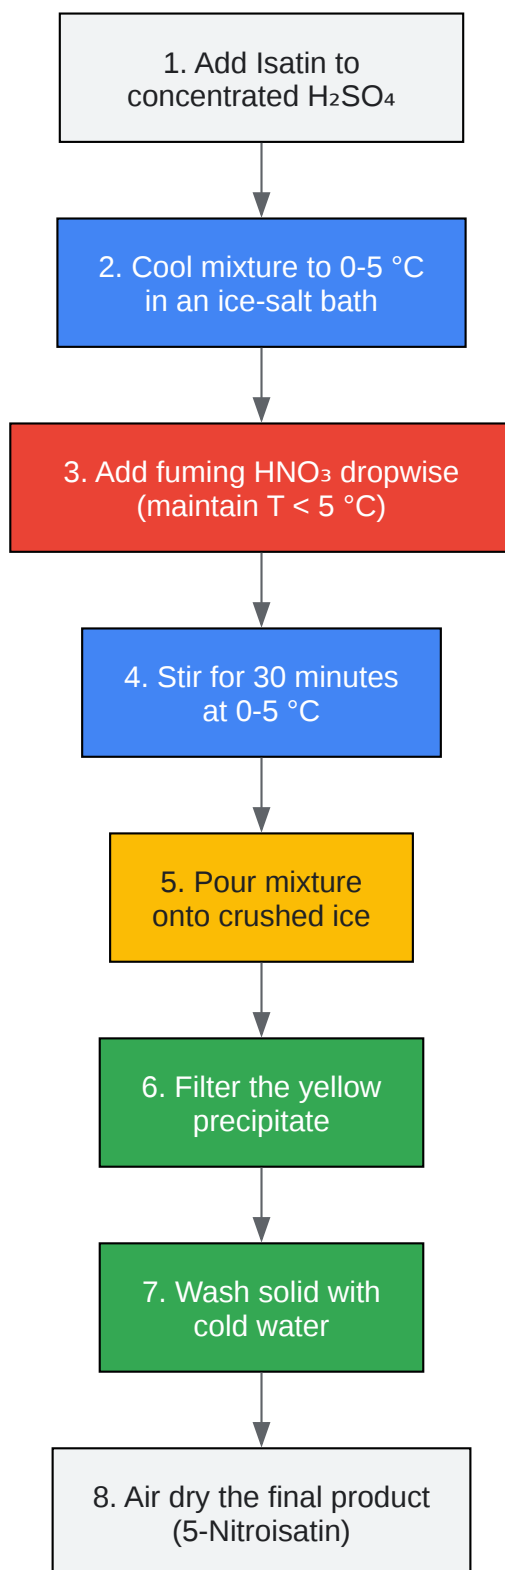 1. Add Isatin to
concentrated H₂SO₄
2. Cool mixture to 0-5 °C
in an ice-salt bath
3. Add fuming HNO₃ dropwise
(maintain T < 5 °C)
4. Stir for 30 minutes
at 0-5 °C
5. Pour mixture
onto crushed ice
6. Filter the yellow
precipitate
7. Wash solid with
cold water
8. Air dry the final product
(5-Nitroisatin)